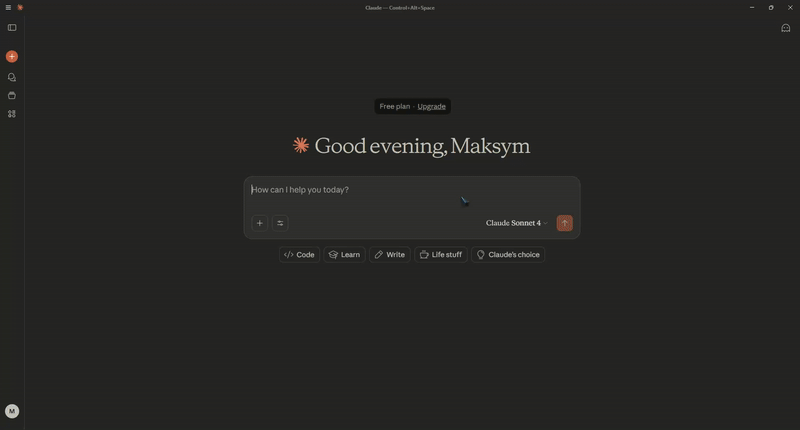 Claude — Control+Alt+Space
Free plan · Upgrade
Good evening, Maksym
How can I help you today?
Claude Sonnet 4
Code Learn Write Life stuff Claude's choice
M